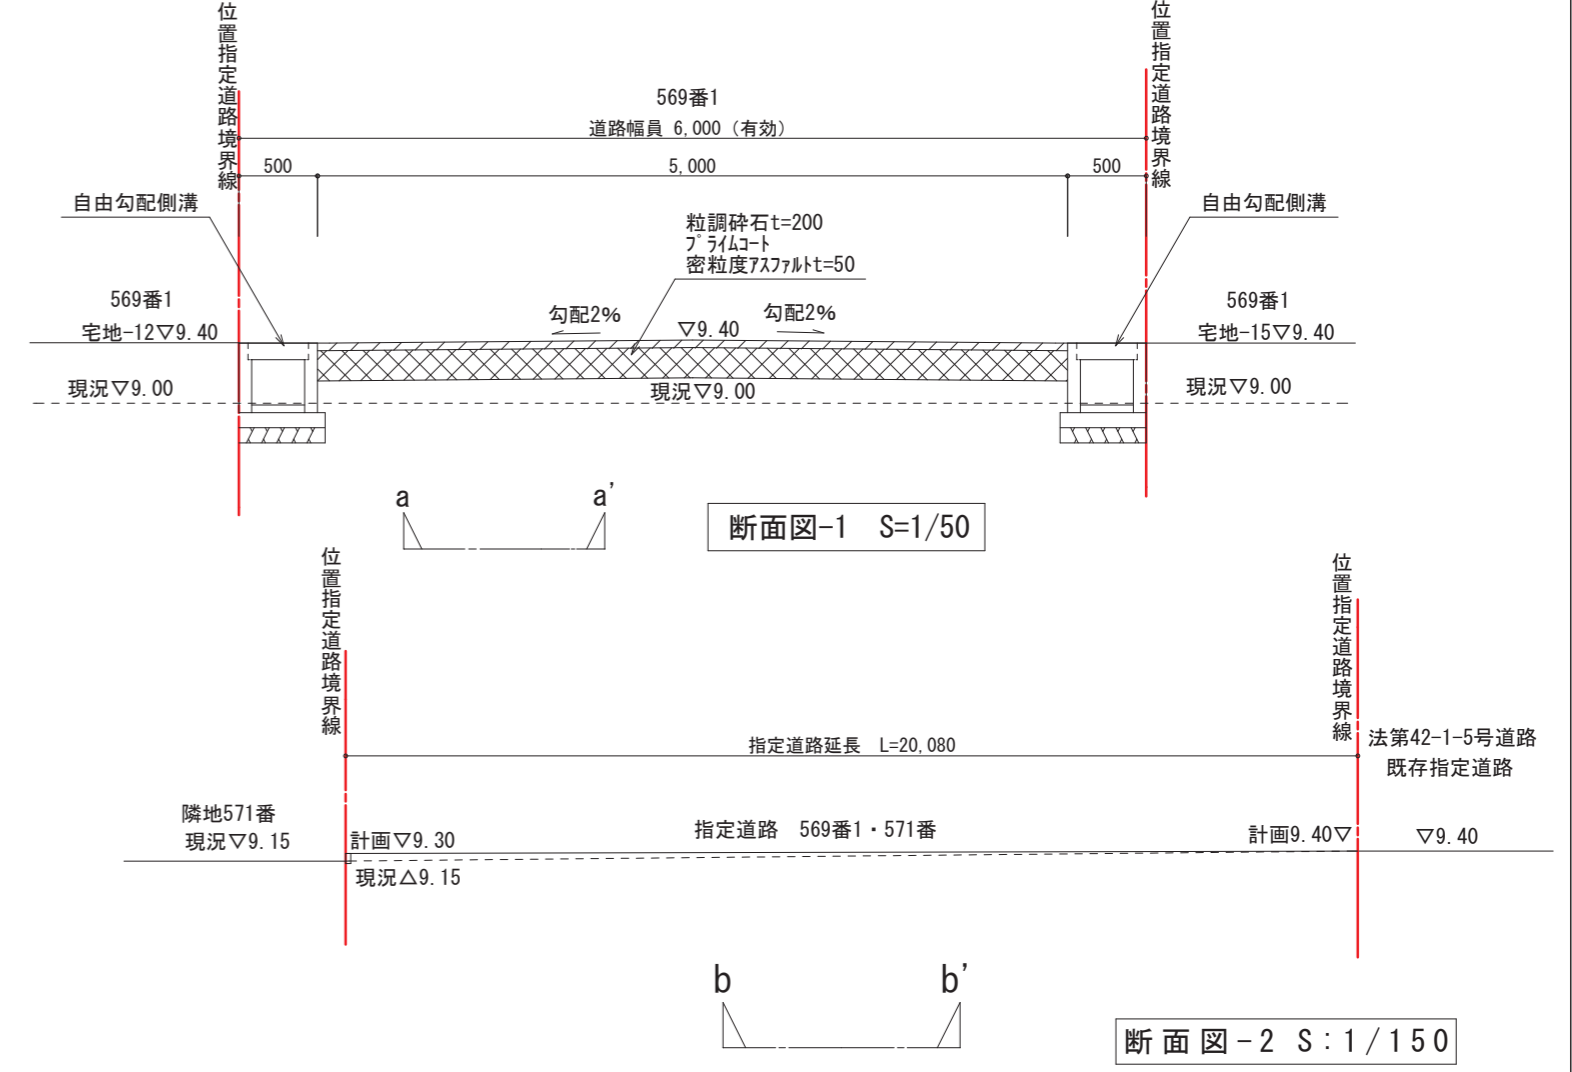 位置指定道路境界線
位置指定道路境界線
569番1
道路幅員 6,000（有効）
500
5,000
500
自由勾配側溝
自由勾配側溝
粒調砕石t=200
ﾌﾟﾗｲﾑｺｰﾄ
密粒度ｱｽﾌｧﾙﾄt=50
569番1
宅地-12▽9.40
勾配2%
▽9.40
勾配2%
569番1
宅地-15▽9.40
現況▽9.00
現況▽9.00
現況▽9.00
a
a'
断面図-1　S=1/50
位置指定道路境界線
位置指定道路境界線
指定道路延長　L=20,080
法第42-1-5号道路
既存指定道路
隣地571番
現況▽9.15
計画▽9.30
指定道路　569番1・571番
計画9.40▽
▽9.40
現況△9.15
b
b'
断面図-2 S:1/150